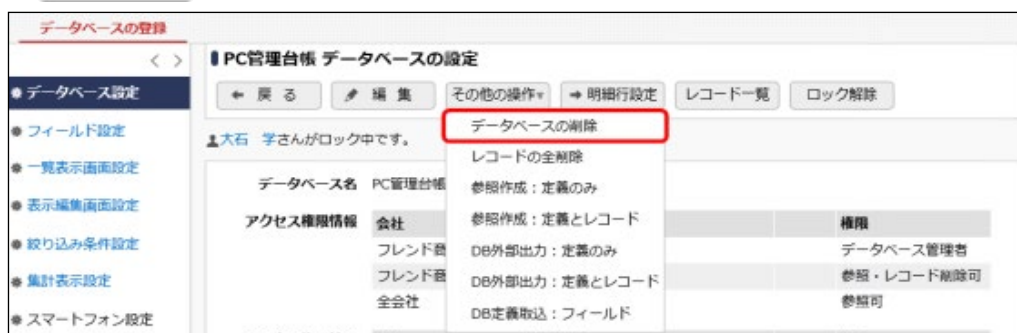 データベースの登録
< >
データベース設定
フィールド設定
一覧表示画面設定
表示編集画面設定
絞り込み条件設定
集計表示設定
スマートフォン設定
PC管理台帳 データベースの設定
戻る 編集 その他の操作▼ 明細行設定 レコード一覧 ロック解除
大石 学さんがロック中です。
データベースの削除
レコードの全削除
参照作成：定義のみ
参照作成：定義とレコード
DB外部出力：定義のみ
DB外部出力：定義とレコード
DB定義取込：フィールド
データベース名 PC管理台帳
アクセス権限情報 会社 権限
フレンド商 データベース管理者
フレンド商 参照・レコード削除可
全会社 参照可